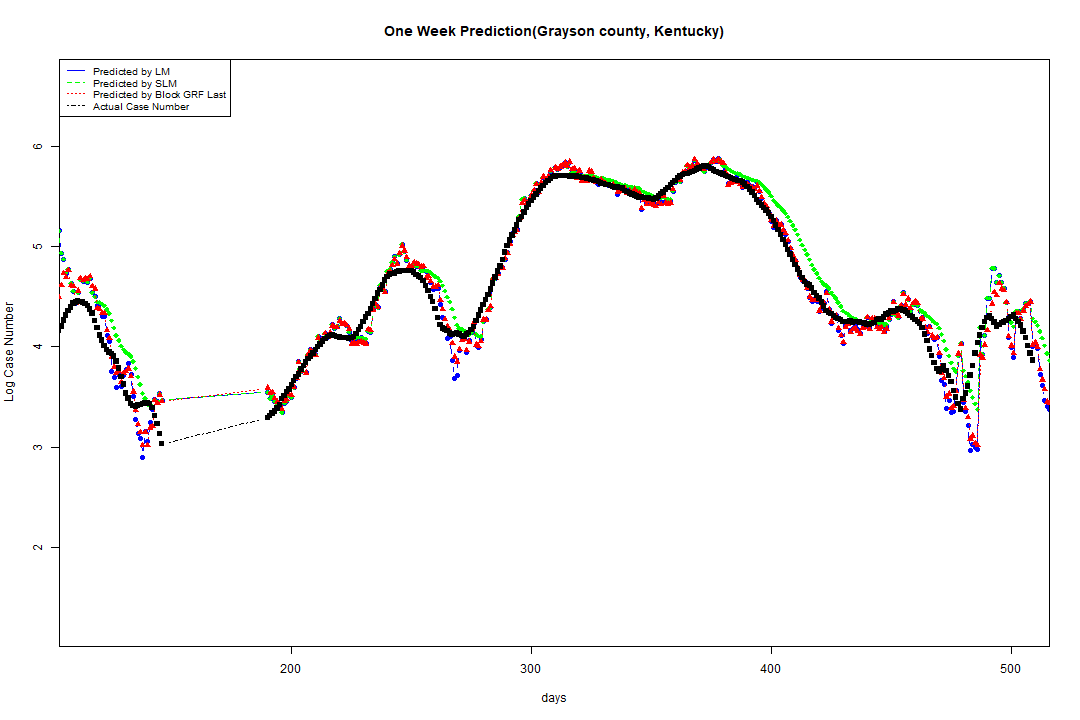 One Week Prediction(Grayson county, Kentucky)
Predicted by LM
Predicted by SLM
Predicted by Block GRF Last
Actual Case Number
6
5
4
3
2
Log Case Number
200
300
400
500
days